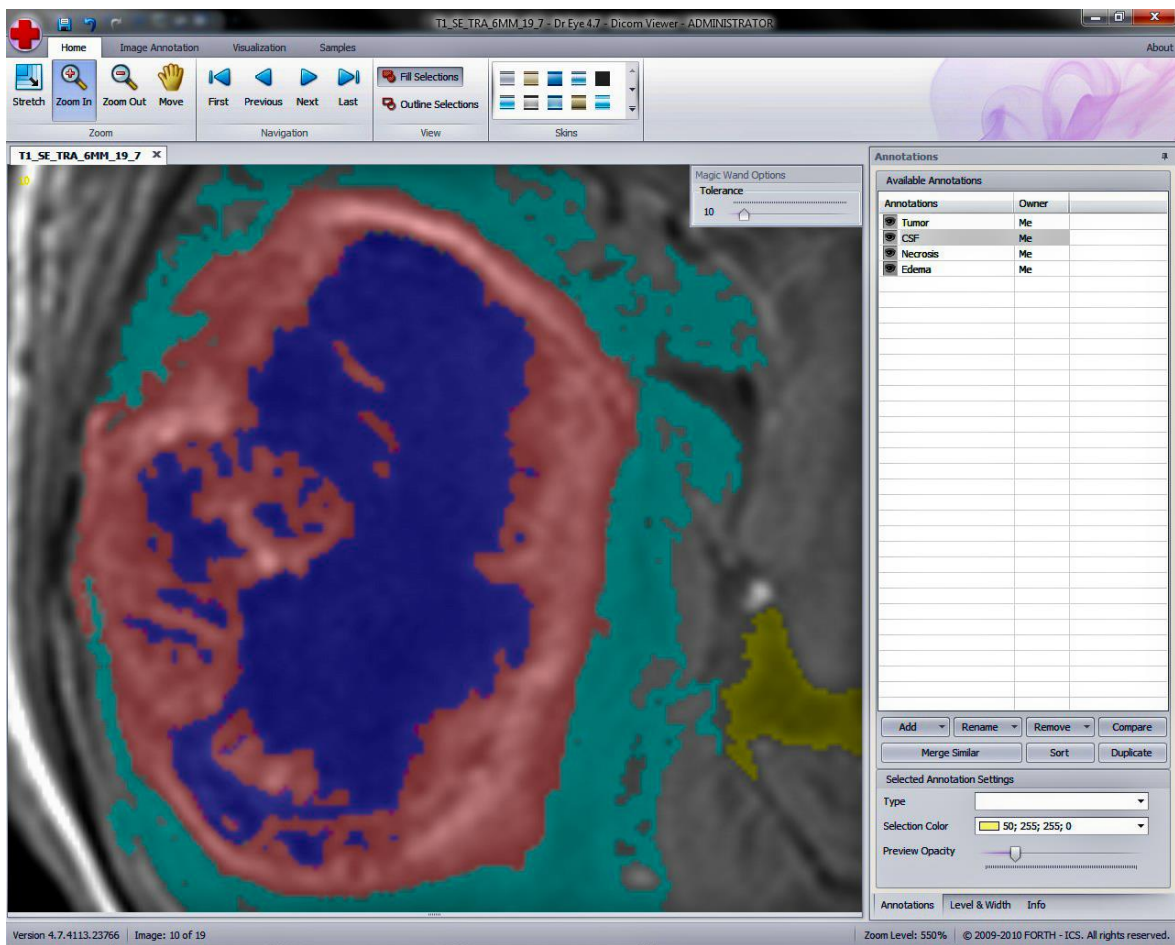 T1_SE_TRA_6MM_19_7 - Dr Eye 4.7 - Dicom Viewer - ADMINISTRATOR
Home Image Annotation Visualization Samples About
Stretch Zoom In Zoom Out Move First Previous Next Last Fill Selections
Outline Selections
Zoom Navigation View Skins
T1_SE_TRA_6MM_19_7 X
10
Magic Wand Options
Tolerance
10
Annotations
Available Annotations
Annotations Owner
Tumor Me
CSF Me
Necrosis Me
Edema Me
Add Rename Remove Compare
Merge Similar Sort Duplicate
Selected Annotation Settings
Type
Selection Color 50; 255; 255; 0
Preview Opacity
Annotations Level & Width Info
Version 4.7.4113.23766 Image: 10 of 19 Zoom Level: 550% © 2009-2010 FORTH - ICS. All rights reserved.